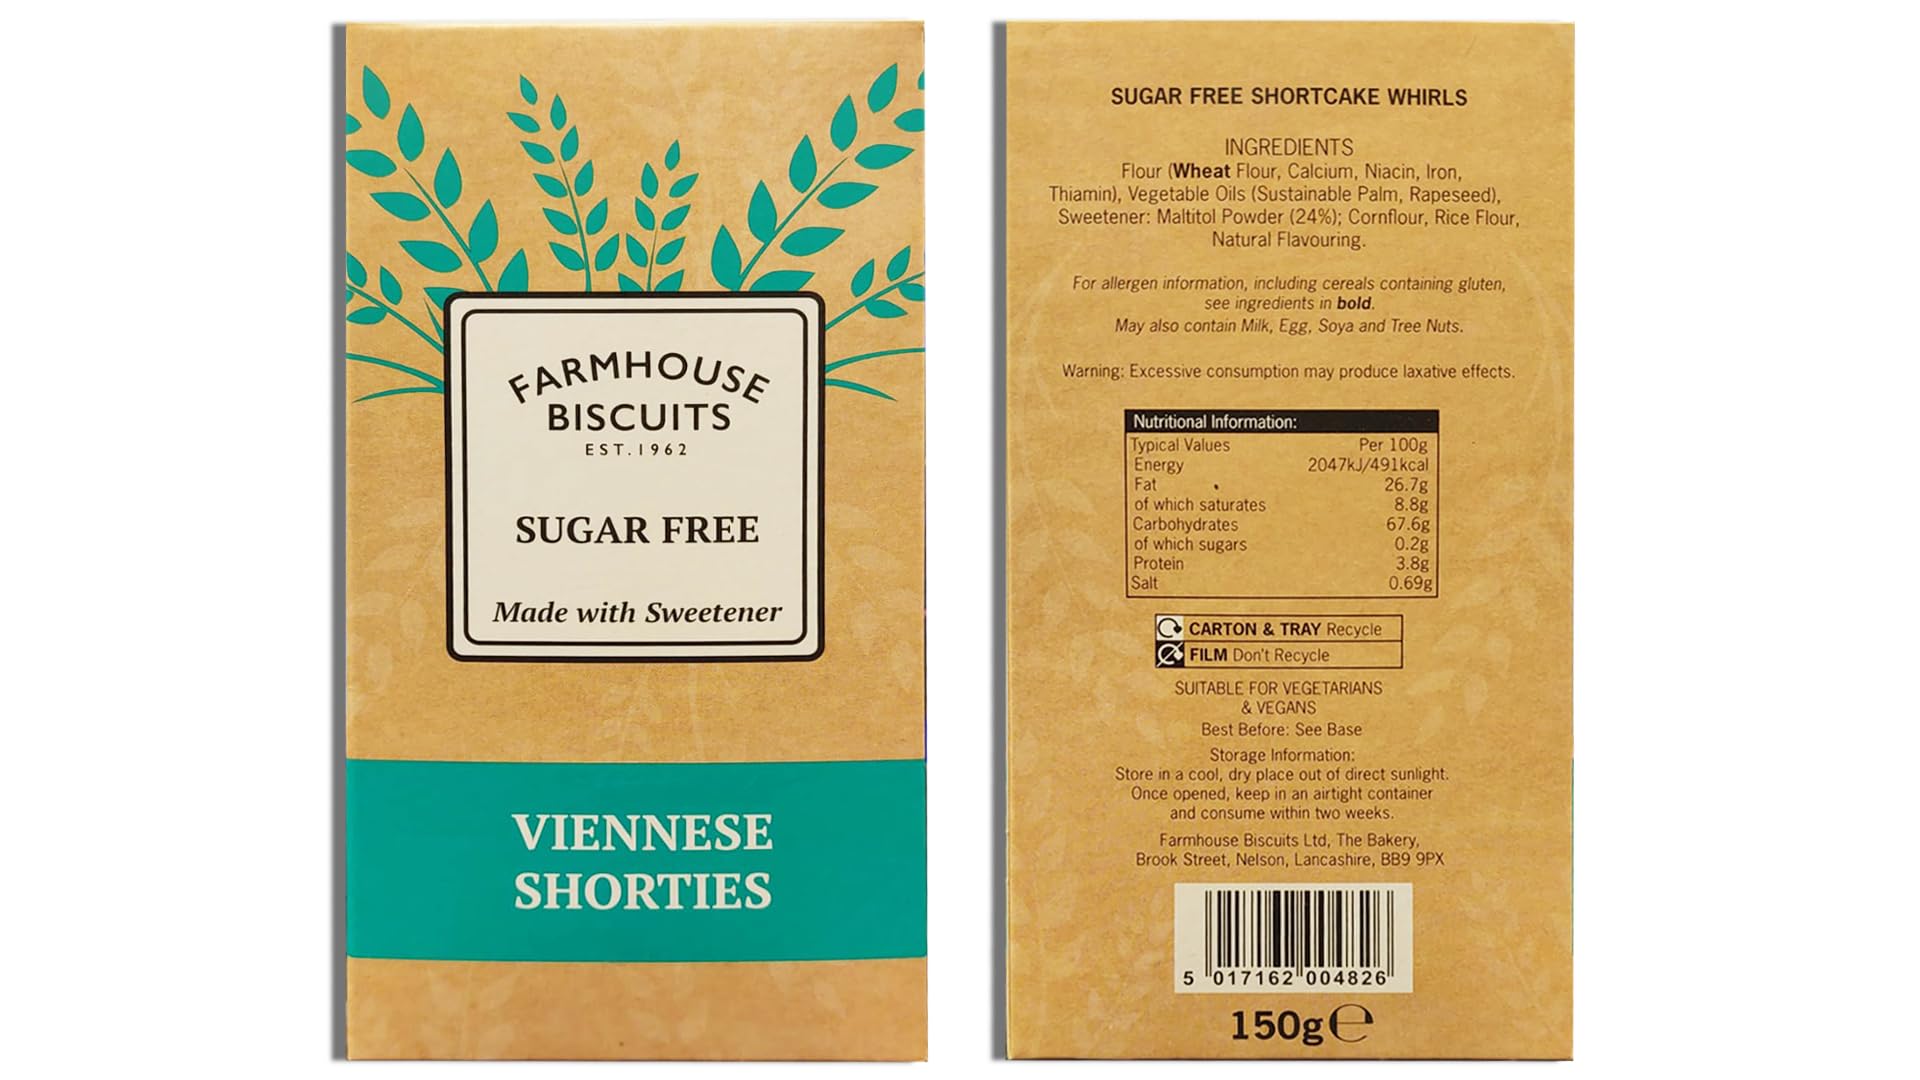 FARMHOUSE
BISCUITS
EST. 1962
SUGAR FREE
Made with Sweetener
VIENNESE
SHORTIES
SUGAR FREE SHORTCAKE WHIRLS
INGREDIENTS
Flour (Wheat Flour, Calcium, Niacin, Iron,
Thiamin), Vegetable Oils (Sustainable Palm, Rapeseed),
Sweetener: Maltitol Powder (24%); Cornflour, Rice Flour,
Natural Flavouring.
For allergen information, including cereals containing gluten,
see ingredients in bold.
May also contain Milk, Egg, Soya and Tree Nuts.
Warning: Excessive consumption may produce laxative effects.
Nutritional Information:
Typical Values Per 100g
Energy 2047kJ/491kcal
Fat 26.7g
of which saturates 8.8g
Carbohydrates 67.6g
of which sugars 0.2g
Protein 3.8g
Salt 0.69g
CARTON & TRAY Recycle
FILM Don't Recycle
SUITABLE FOR VEGETARIANS
& VEGANS
Best Before: See Base
Storage Information:
Store in a cool, dry place out of direct sunlight.
Once opened, keep in an airtight container
and consume within two weeks.
Farmhouse Biscuits Ltd, The Bakery,
Brook Street, Nelson, Lancashire, BB9 9PX
5 017162 004826
150g℮